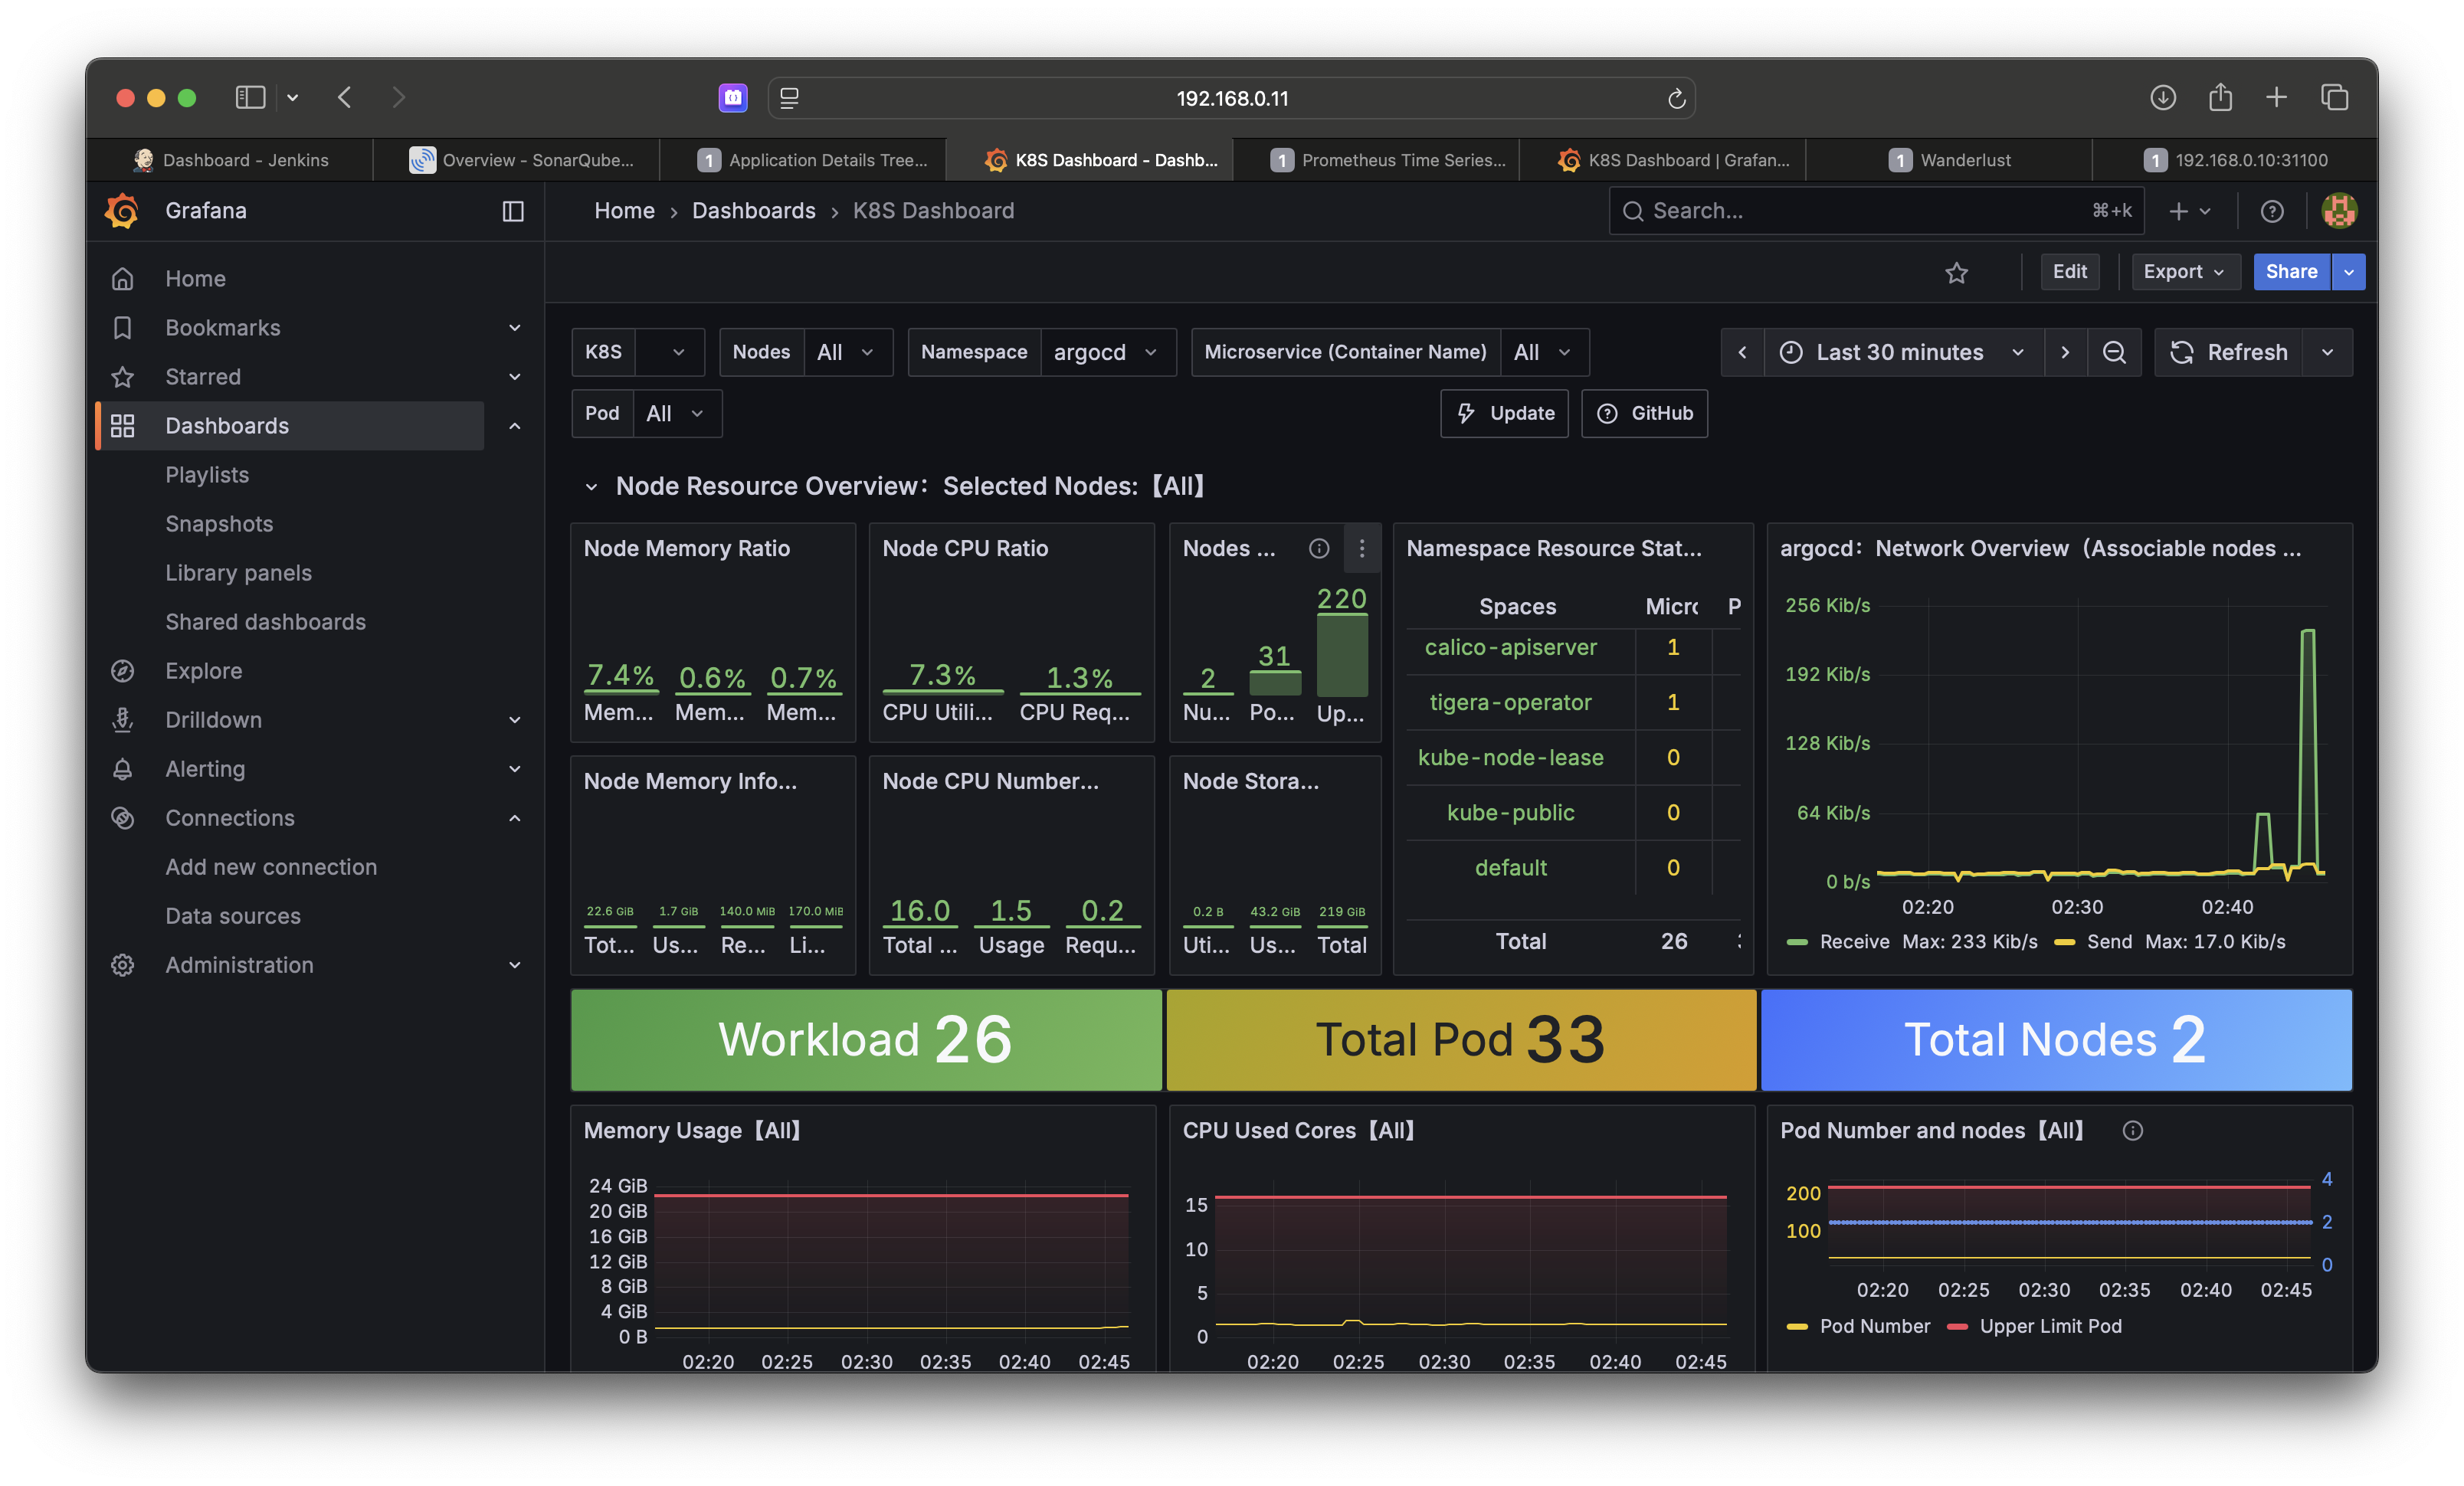 192.168.0.11
Dashboard - Jenkins
Overview - SonarQube...
1 Application Details Tree...
K8S Dashboard - Dashb...
1 Prometheus Time Series...
K8S Dashboard | Grafan...
1 Wanderlust
1 192.168.0.10:31100
Grafana
Home › Dashboards › K8S Dashboard
Search...
⌘+k
Edit
Export
Share
Home
Bookmarks
Starred
Dashboards
Playlists
Snapshots
Library panels
Shared dashboards
Explore
Drilldown
Alerting
Connections
Add new connection
Data sources
Administration
K8S
Nodes All
Namespace argocd
Microservice (Container Name) All
Last 30 minutes
Refresh
Pod All
Update
GitHub
Node Resource Overview：Selected Nodes:【All】
Node Memory Ratio
7.4% 0.6% 0.7%
Mem... Mem... Mem...
Node CPU Ratio
7.3% 1.3%
CPU Utili... CPU Req...
Nodes ...
2 31 220
Nu... Po... Up...
Node Memory Info...
22.6 GiB 1.7 GiB 140.0 MiB 170.0 MiB
Tot... Us... Re... Li...
Node CPU Number...
16.0 1.5 0.2
Total ... Usage Requ...
Node Stora...
0.2 B 43.2 GiB 219 GiB
Uti... Us... Total
Namespace Resource Stat...
Spaces Micro P
calico-apiserver 1
tigera-operator 1
kube-node-lease 0
kube-public 0
default 0
Total 26
argocd：Network Overview（Associable nodes ...
256 Kib/s
192 Kib/s
128 Kib/s
64 Kib/s
0 b/s
02:20 02:30 02:40
Receive Max: 233 Kib/s Send Max: 17.0 Kib/s
Workload 26
Total Pod 33
Total Nodes 2
Memory Usage【All】
24 GiB
20 GiB
16 GiB
12 GiB
8 GiB
4 GiB
0 B
02:20 02:25 02:30 02:35 02:40 02:45
CPU Used Cores【All】
15
10
5
0
02:20 02:25 02:30 02:35 02:40 02:45
Pod Number and nodes【All】
200
100
4
2
0
02:20 02:25 02:30 02:35 02:40 02:45
Pod Number Upper Limit Pod